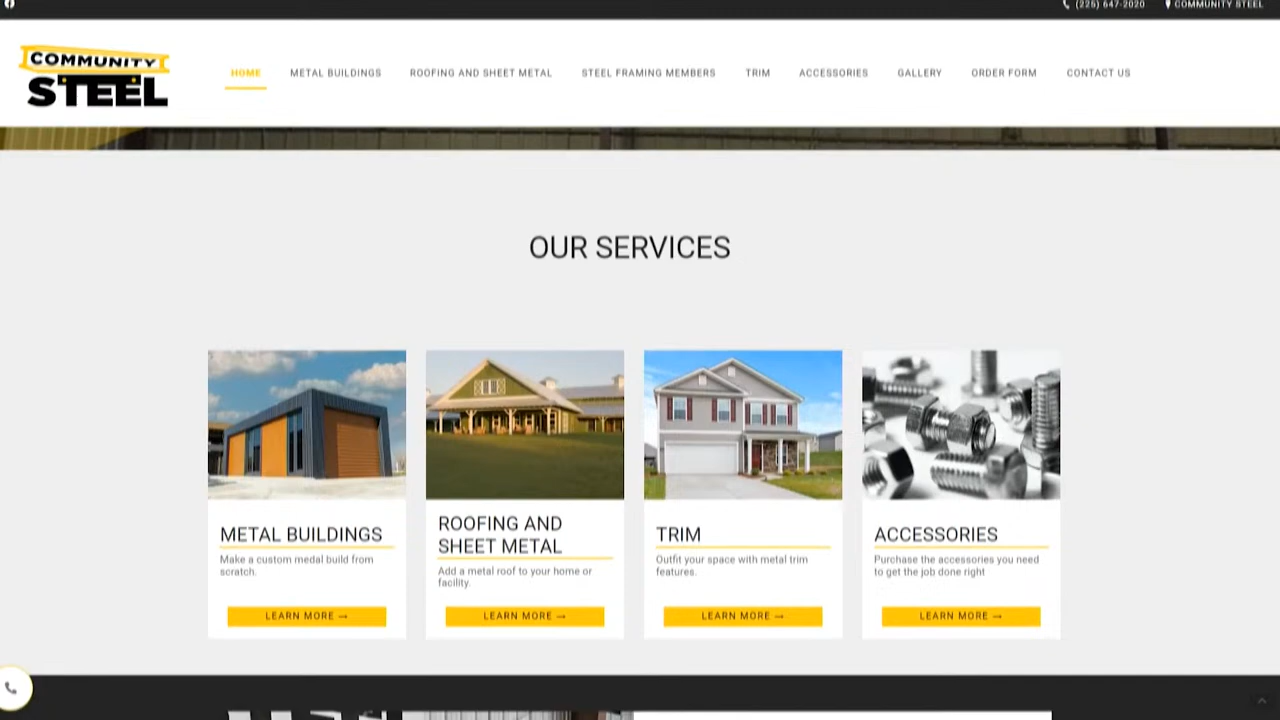 (225) 647-2020 COMMUNITY STEEL
COMMUNITY
STEEL
HOME METAL BUILDINGS ROOFING AND SHEET METAL STEEL FRAMING MEMBERS TRIM ACCESSORIES GALLERY ORDER FORM CONTACT US
OUR SERVICES
METAL BUILDINGS
Make a custom medal build from
scratch.
LEARN MORE →
ROOFING AND
SHEET METAL
Add a metal roof to your home or
facility.
LEARN MORE →
TRIM
Outfit your space with metal trim
features.
LEARN MORE →
ACCESSORIES
Purchase the accessories you need
to get the job done right
LEARN MORE →